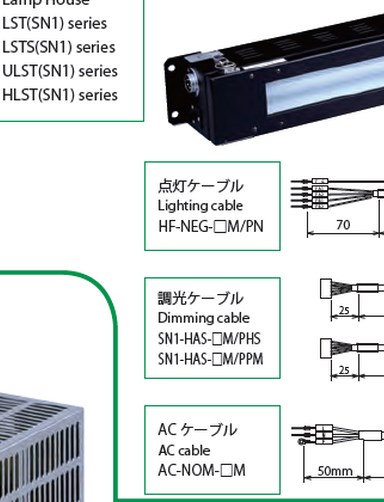 Lamp House
LST(SN1) series
LSTS(SN1) series
ULST(SN1) series
HLST(SN1) series
点灯ケーブル
Lighting cable
HF-NEG-□M/PN
70
調光ケーブル
Dimming cable
SN1-HAS-□M/PHS
SN1-HAS-□M/PPM
25
25
ACケーブル
AC cable
AC-NOM-□M
50mm